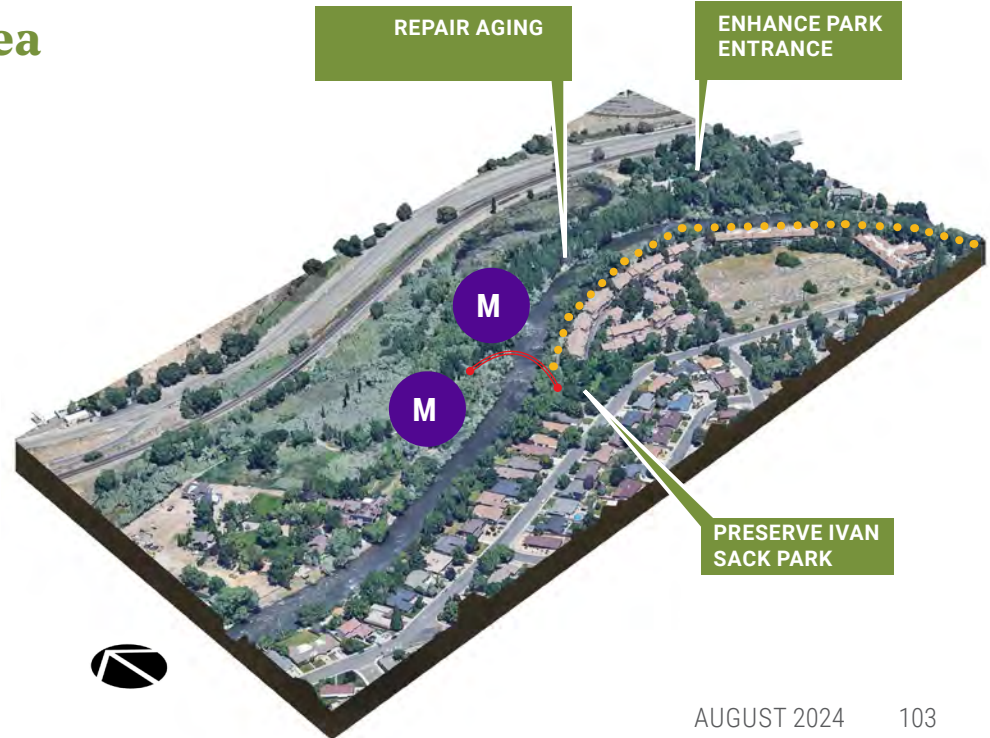 ea
REPAIR AGING
ENHANCE PARK
ENTRANCE
M
M
PRESERVE IVAN
SACK PARK
AUGUST 2024 103